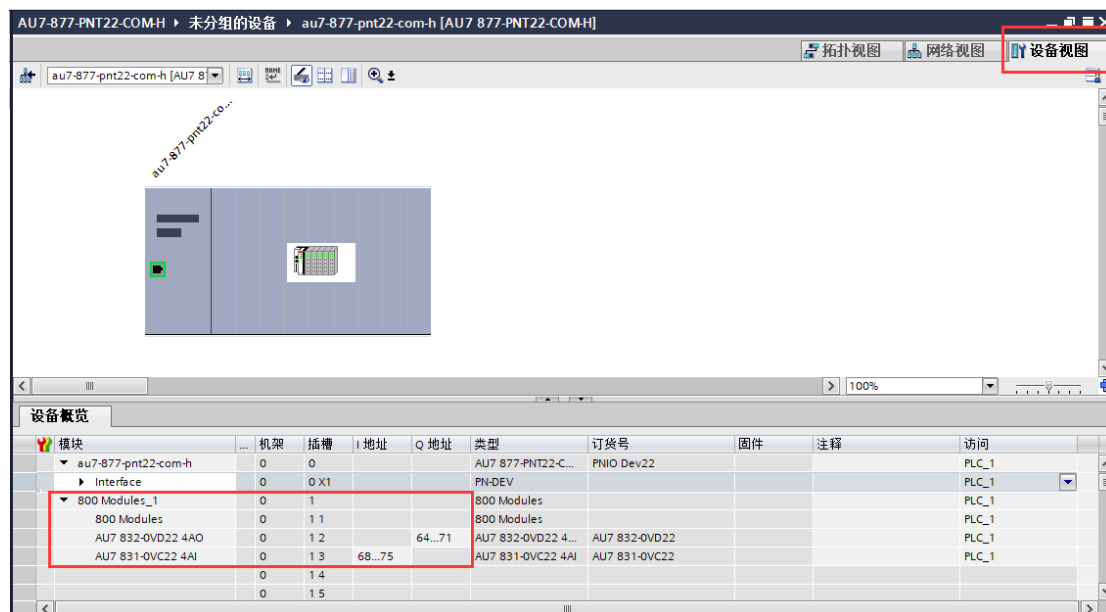 AU7-877-PNT22-COM-H ▸ 未分组的设备 ▸ au7-877-pnt22-com-h [AU7 877-PNT22-COM-H]
拓扑视图 网络视图 设备视图
au7-877-pnt22-com-h [AU7 8
au7-877-pnt22-co...
100%
设备概览
模块 ... 机架 插槽 I 地址 Q 地址 类型 订货号 固件 注释 访问
au7-877-pnt22-com-h 0 0 AU7 877-PNT22-C... PNIO Dev22 PLC_1
Interface 0 0 X1 PN-DEV PLC_1
800 Modules_1 0 1 800 Modules PLC_1
800 Modules 0 1 1 800 Modules PLC_1
AU7 832-0VD22 4AO 0 1 2 64...71 AU7 832-0VD22 4... AU7 832-0VD22 PLC_1
AU7 831-0VC22 4AI 0 1 3 68...75 AU7 831-0VC22 4AI AU7 831-0VC22 PLC_1
0 1 4
0 1 5